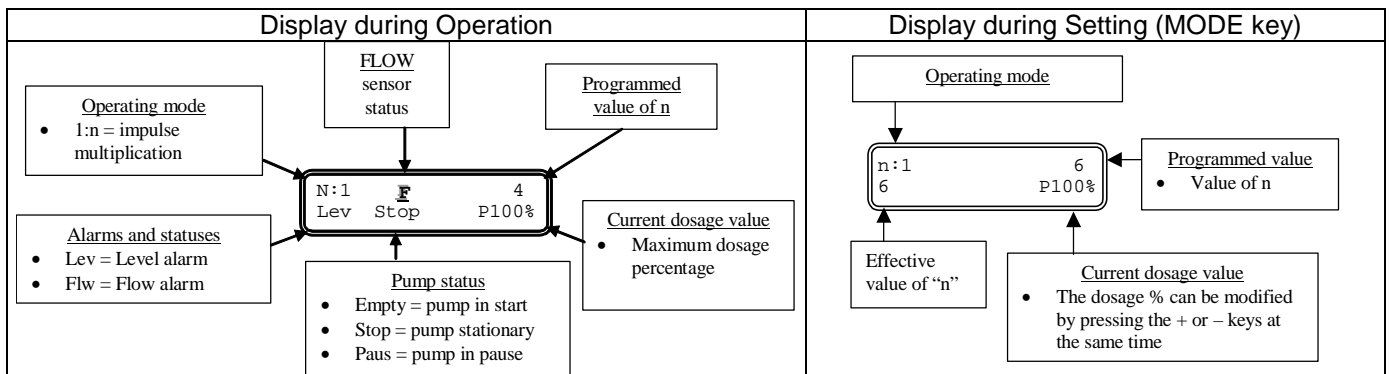 Display during Operation
FLOW
sensor
status
Operating mode
• 1:n = impulse
multiplication
Programmed
value of n
N:1 F 4
Lev Stop P100%
Alarms and statuses
• Lev = Level alarm
• Flw = Flow alarm
Pump status
• Empty = pump in start
• Stop = pump stationary
• Paus = pump in pause
Current dosage value
• Maximum dosage
percentage
Display during Setting (MODE key)
Operating mode
n:1 6
6 P100%
Programmed value
• Value of n
Effective
value of “n”
Current dosage value
• The dosage % can be modified
by pressing the + or – keys at
the same time